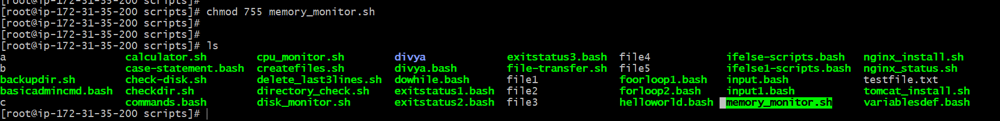 [root@ip-172-31-35-200 scripts]#
[root@ip-172-31-35-200 scripts]# chmod 755 memory_monitor.sh
[root@ip-172-31-35-200 scripts]#
[root@ip-172-31-35-200 scripts]#
[root@ip-172-31-35-200 scripts]# ls
a calculator.sh cpu_monitor.sh divya exitstatus3.bash file4 ifelse-scripts.bash nginx_install.sh
b case-statement.bash createfiles.sh divya.bash file-transfer.sh file5 ifelse1-scripts.bash nginx_status.sh
backupdir.sh check-disk.sh delete_last3lines.sh dowhile.bash file1 foorloop1.bash input.bash testfile.txt
basicadmincmd.bash checkdir.sh directory_check.sh exitstatus1.bash file2 forloop2.bash input1.bash tomcat_install.sh
c commands.bash disk_monitor.sh exitstatus2.bash file3 helloworld.bash memory_monitor.sh variablesdef.bash
[root@ip-172-31-35-200 scripts]#